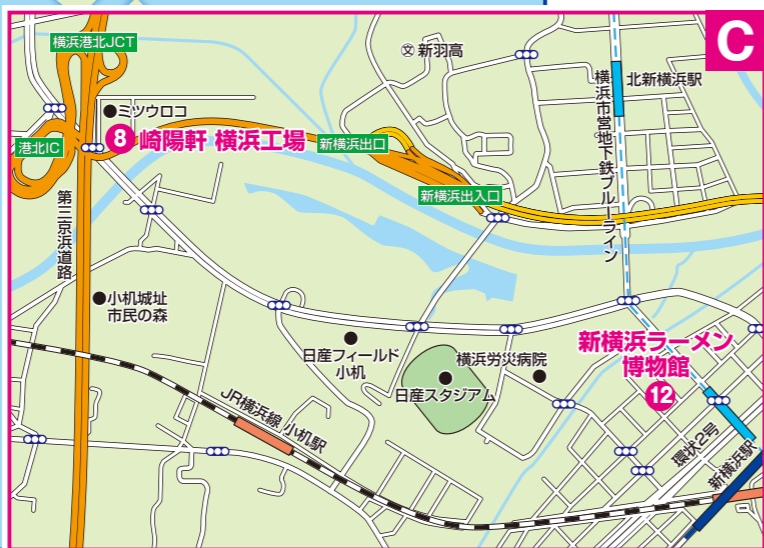 C
横浜港北JCT
文 新羽高
北新横浜駅
ミツウロコ
8 崎陽軒 横浜工場
新横浜出口
港北IC
新横浜出入口
横浜市営地下鉄ブルーライン
第三京浜道路
小机城址
市民の森
日産フィールド
小机
横浜労災病院
日産スタジアム
新横浜ラーメン
博物館
12
JR横浜線 小机駅
環状2号
新横浜駅